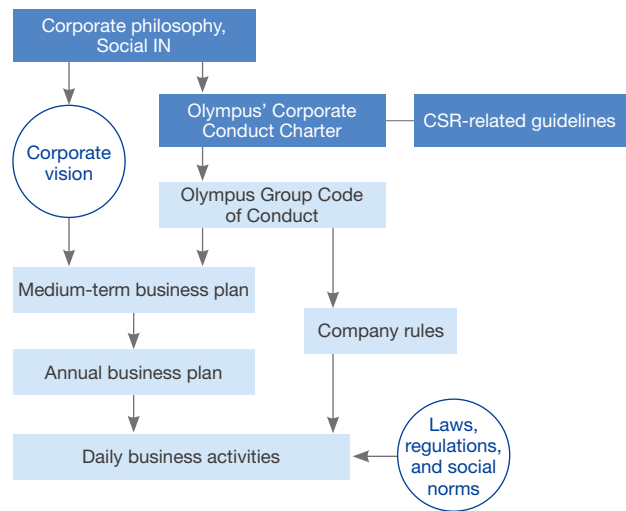 Corporate philosophy,
Social IN
Olympus’ Corporate
Conduct Charter
CSR-related guidelines
Corporate
vision
Olympus Group Code
of Conduct
Medium-term business plan
Company rules
Annual business plan
Daily business activities
Laws,
regulations,
and social
norms